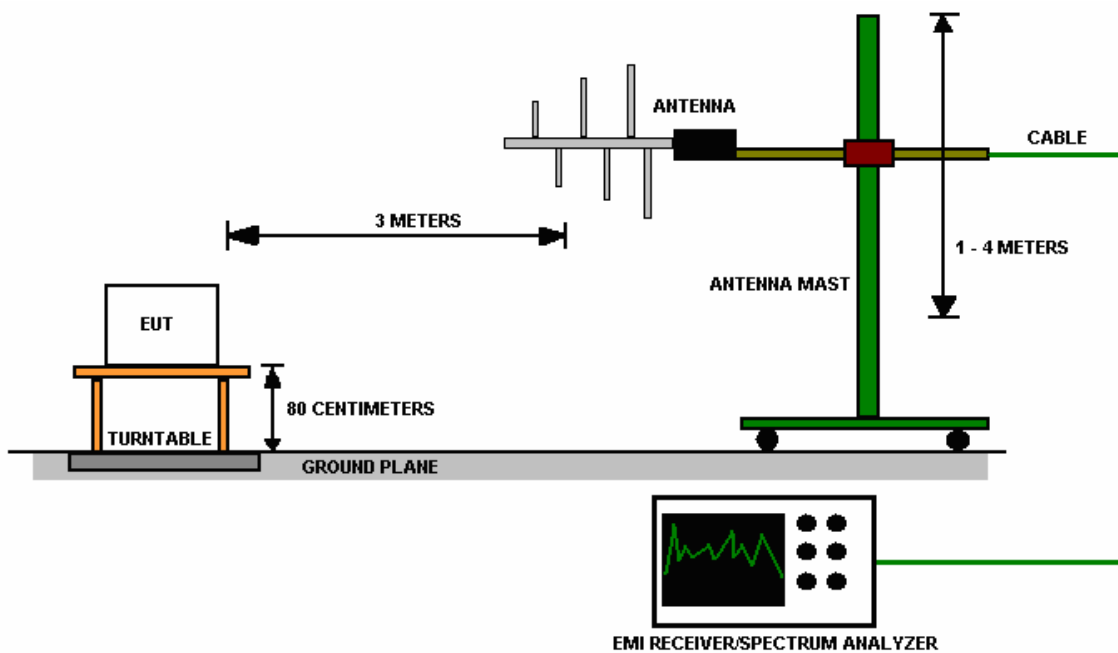 ANTENNA
CABLE
3 METERS
1 - 4 METERS
ANTENNA MAST
EUT
80 CENTIMETERS
TURNTABLE
GROUND PLANE
EMI RECEIVER/SPECTRUM ANALYZER